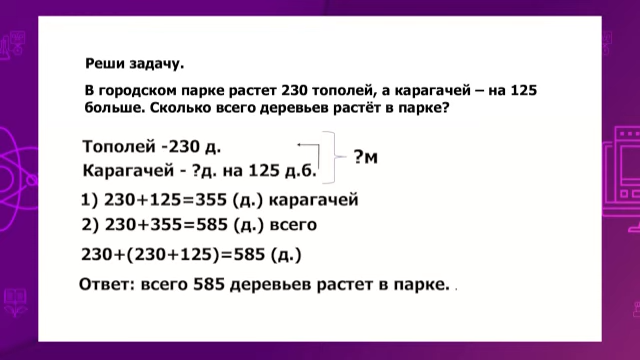 Реши задачу.
В городском парке растет 230 тополей, а карагачей – на 125
больше. Сколько всего деревьев растёт в парке?
Тополей -230 д.
Карагачей - ?д. на 125 д.б.
?м
1) 230+125=355 (д.) карагачей
2) 230+355=585 (д.) всего
230+(230+125)=585 (д.)
Ответ: всего 585 деревьев растет в парке. .